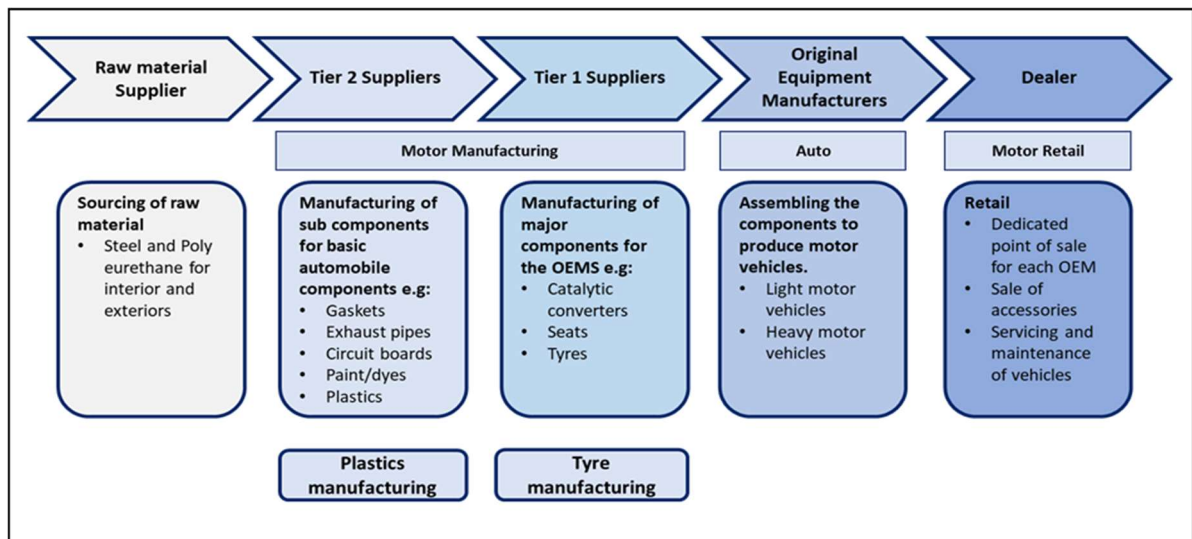 Raw material
Supplier
Tier 2 Suppliers
Tier 1 Suppliers
Original
Equipment
Manufacturers
Dealer
Motor Manufacturing
Auto
Motor Retail
Sourcing of raw
material
• Steel and Poly
eurethane for
interior and
exteriors
Manufacturing of
sub components
for basic
automobile
components e.g:
• Gaskets
• Exhaust pipes
• Circuit boards
• Paint/dyes
• Plastics
Manufacturing of
major
components for
the OEMS e.g:
• Catalytic
converters
• Seats
• Tyres
Assembling the
components to
produce motor
vehicles.
• Light motor
vehicles
• Heavy motor
vehicles
Retail
• Dedicated
point of sale
for each OEM
• Sale of
accessories
• Servicing and
maintenance
of vehicles
Plastics
manufacturing
Tyre
manufacturing